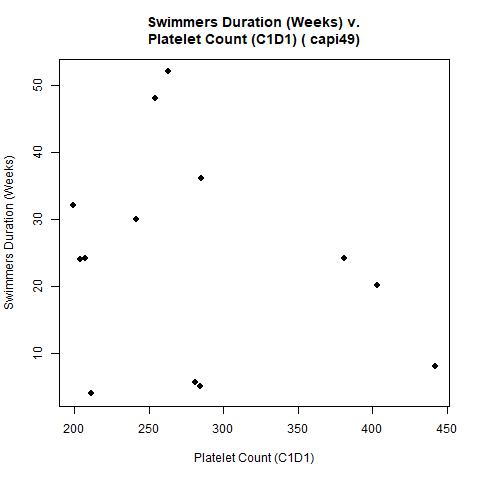 Swimmers Duration (Weeks) v.
Platelet Count (C1D1) ( capi49)
Swimmers Duration (Weeks)
50
40
30
20
10
200 250 300 350 400 450
Platelet Count (C1D1)